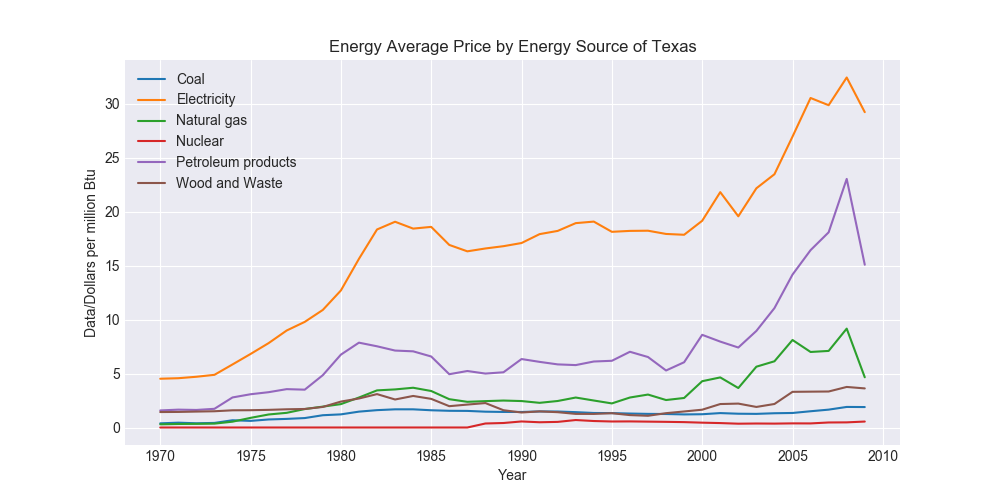 Energy Average Price by Energy Source of Texas
Coal
Electricity
Natural gas
Nuclear
Petroleum products
Wood and Waste
Data/Dollars per million Btu
30
25
20
15
10
5
0
1970 1975 1980 1985 1990 1995 2000 2005 2010
Year